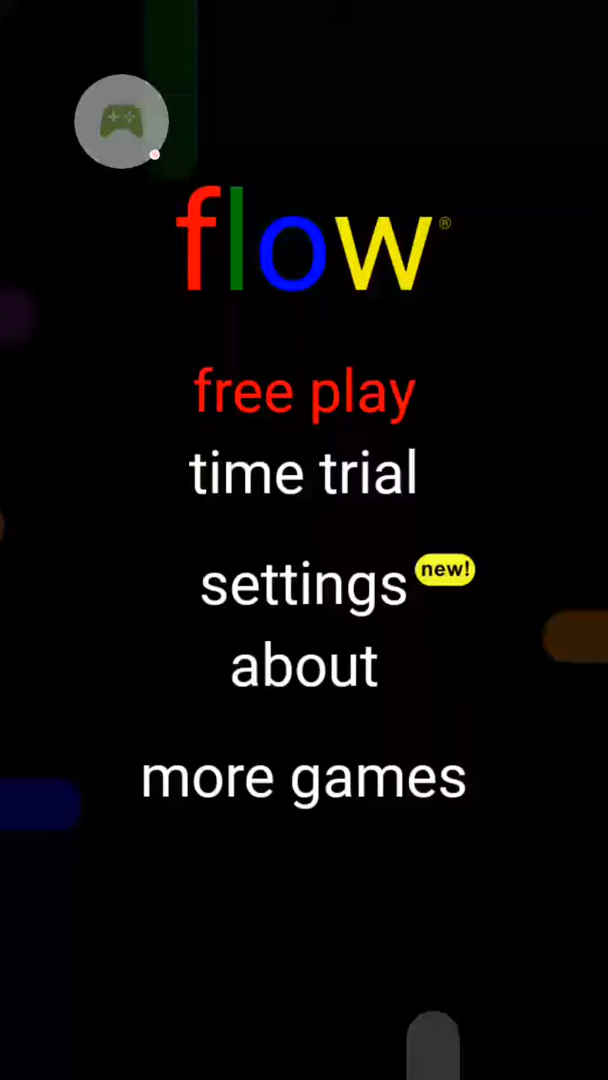 flow®
free play
time trial
settings new!
about
more games